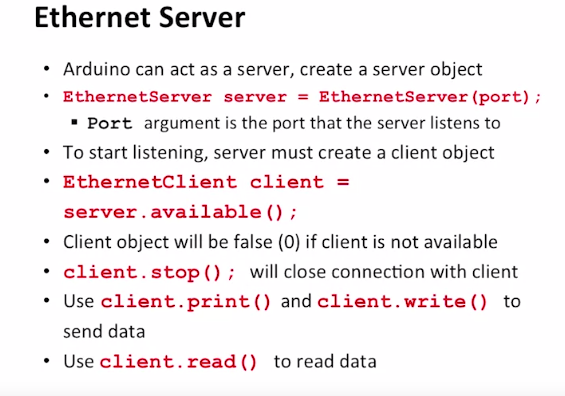 Ethernet Server
• Arduino can act as a server, create a server object
• EthernetServer server = EthernetServer(port);
▪ Port argument is the port that the server listens to
• To start listening, server must create a client object
• EthernetClient client =
server.available();
• Client object will be false (0) if client is not available
• client.stop(); will close connection with client
• Use client.print() and client.write() to
send data
• Use client.read() to read data